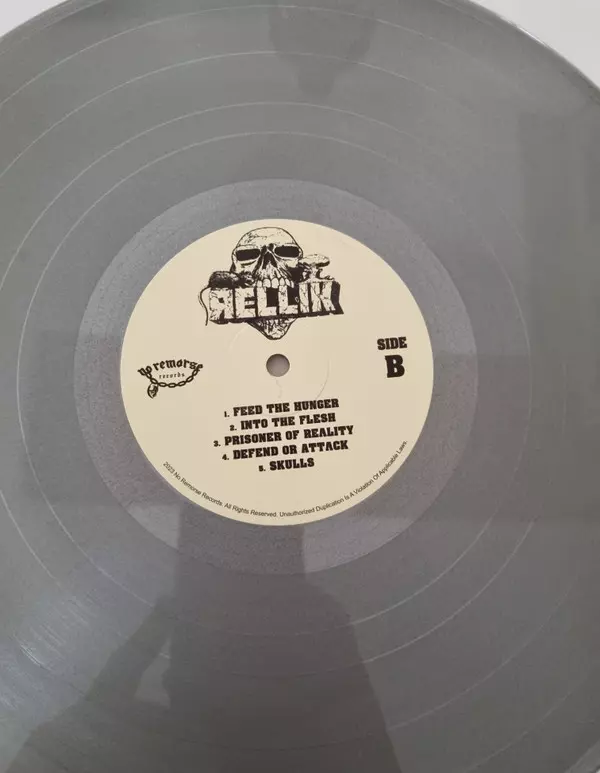 RELLIK
no remorse
records
SIDE
B
1. FEED THE HUNGER
2. INTO THE FLESH
3. PRISONER OF REALITY
4. DEFEND OR ATTACK
5. SKULLS
2023 No Remorse Records. All Rights Reserved. Unauthorized Duplication Is A Violation Of Applicable Laws.